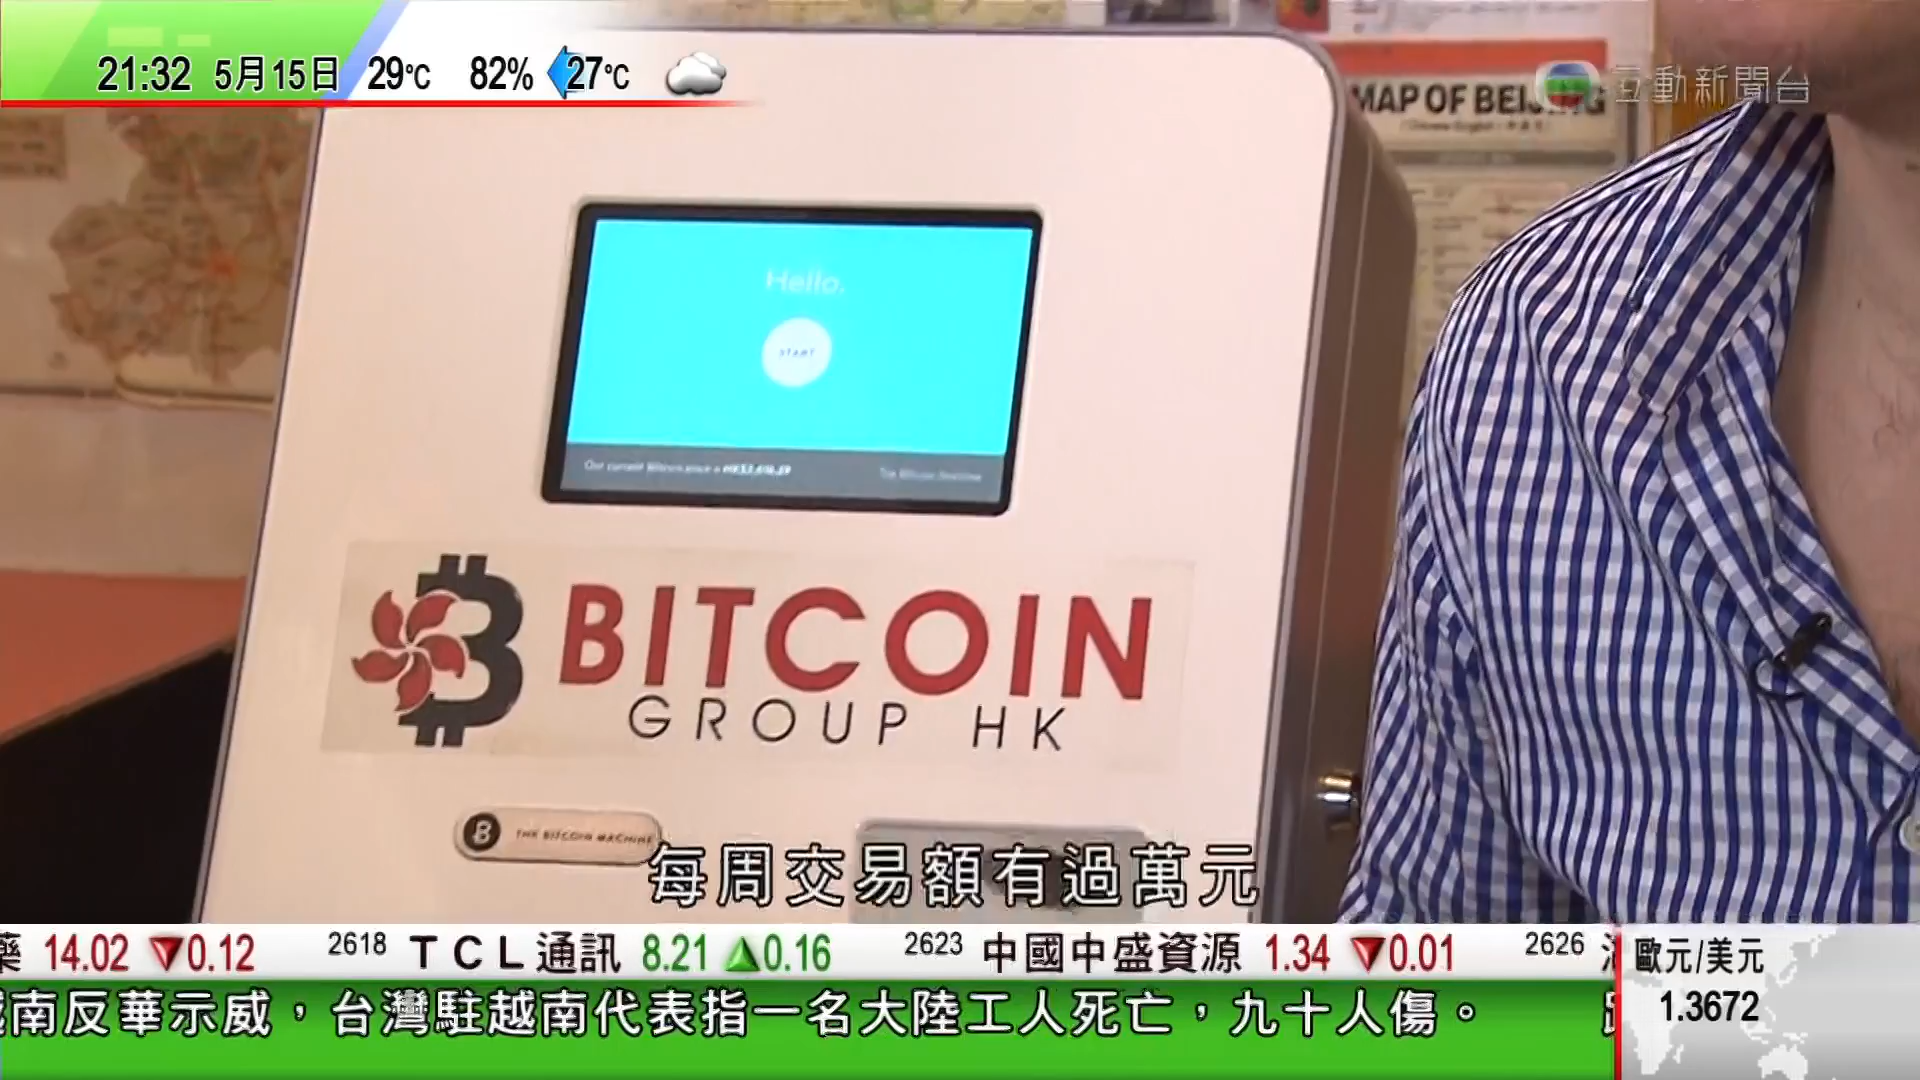 21:32 5月15日 29℃ 82% 27℃
互動新聞台
MAP OF BEIJING
Hello.
START
BITCOIN
GROUP HK
THE BITCOIN MACHINE
每周交易額有過萬元
藥 14.02 ▼0.12 2618 TCL通訊 8.21 ▲0.16 2623 中國中盛資源 1.34 ▼0.01 2626
歐元/美元
1.3672
南反華示威，台灣駐越南代表指一名大陸工人死亡，九十人傷。